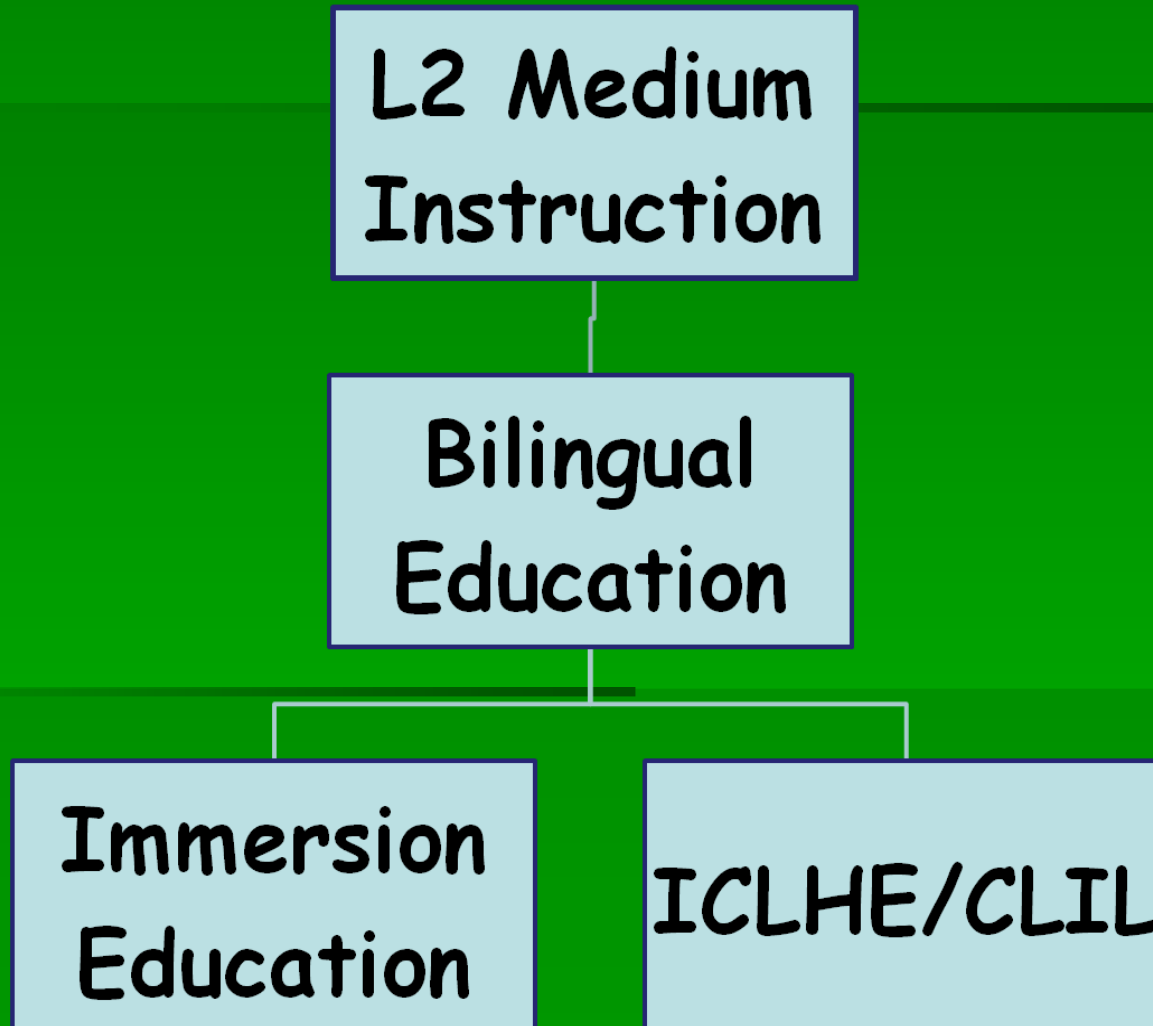 L2 Medium
Instruction
Bilingual
Education
Immersion
Education
ICLHE/CLIL